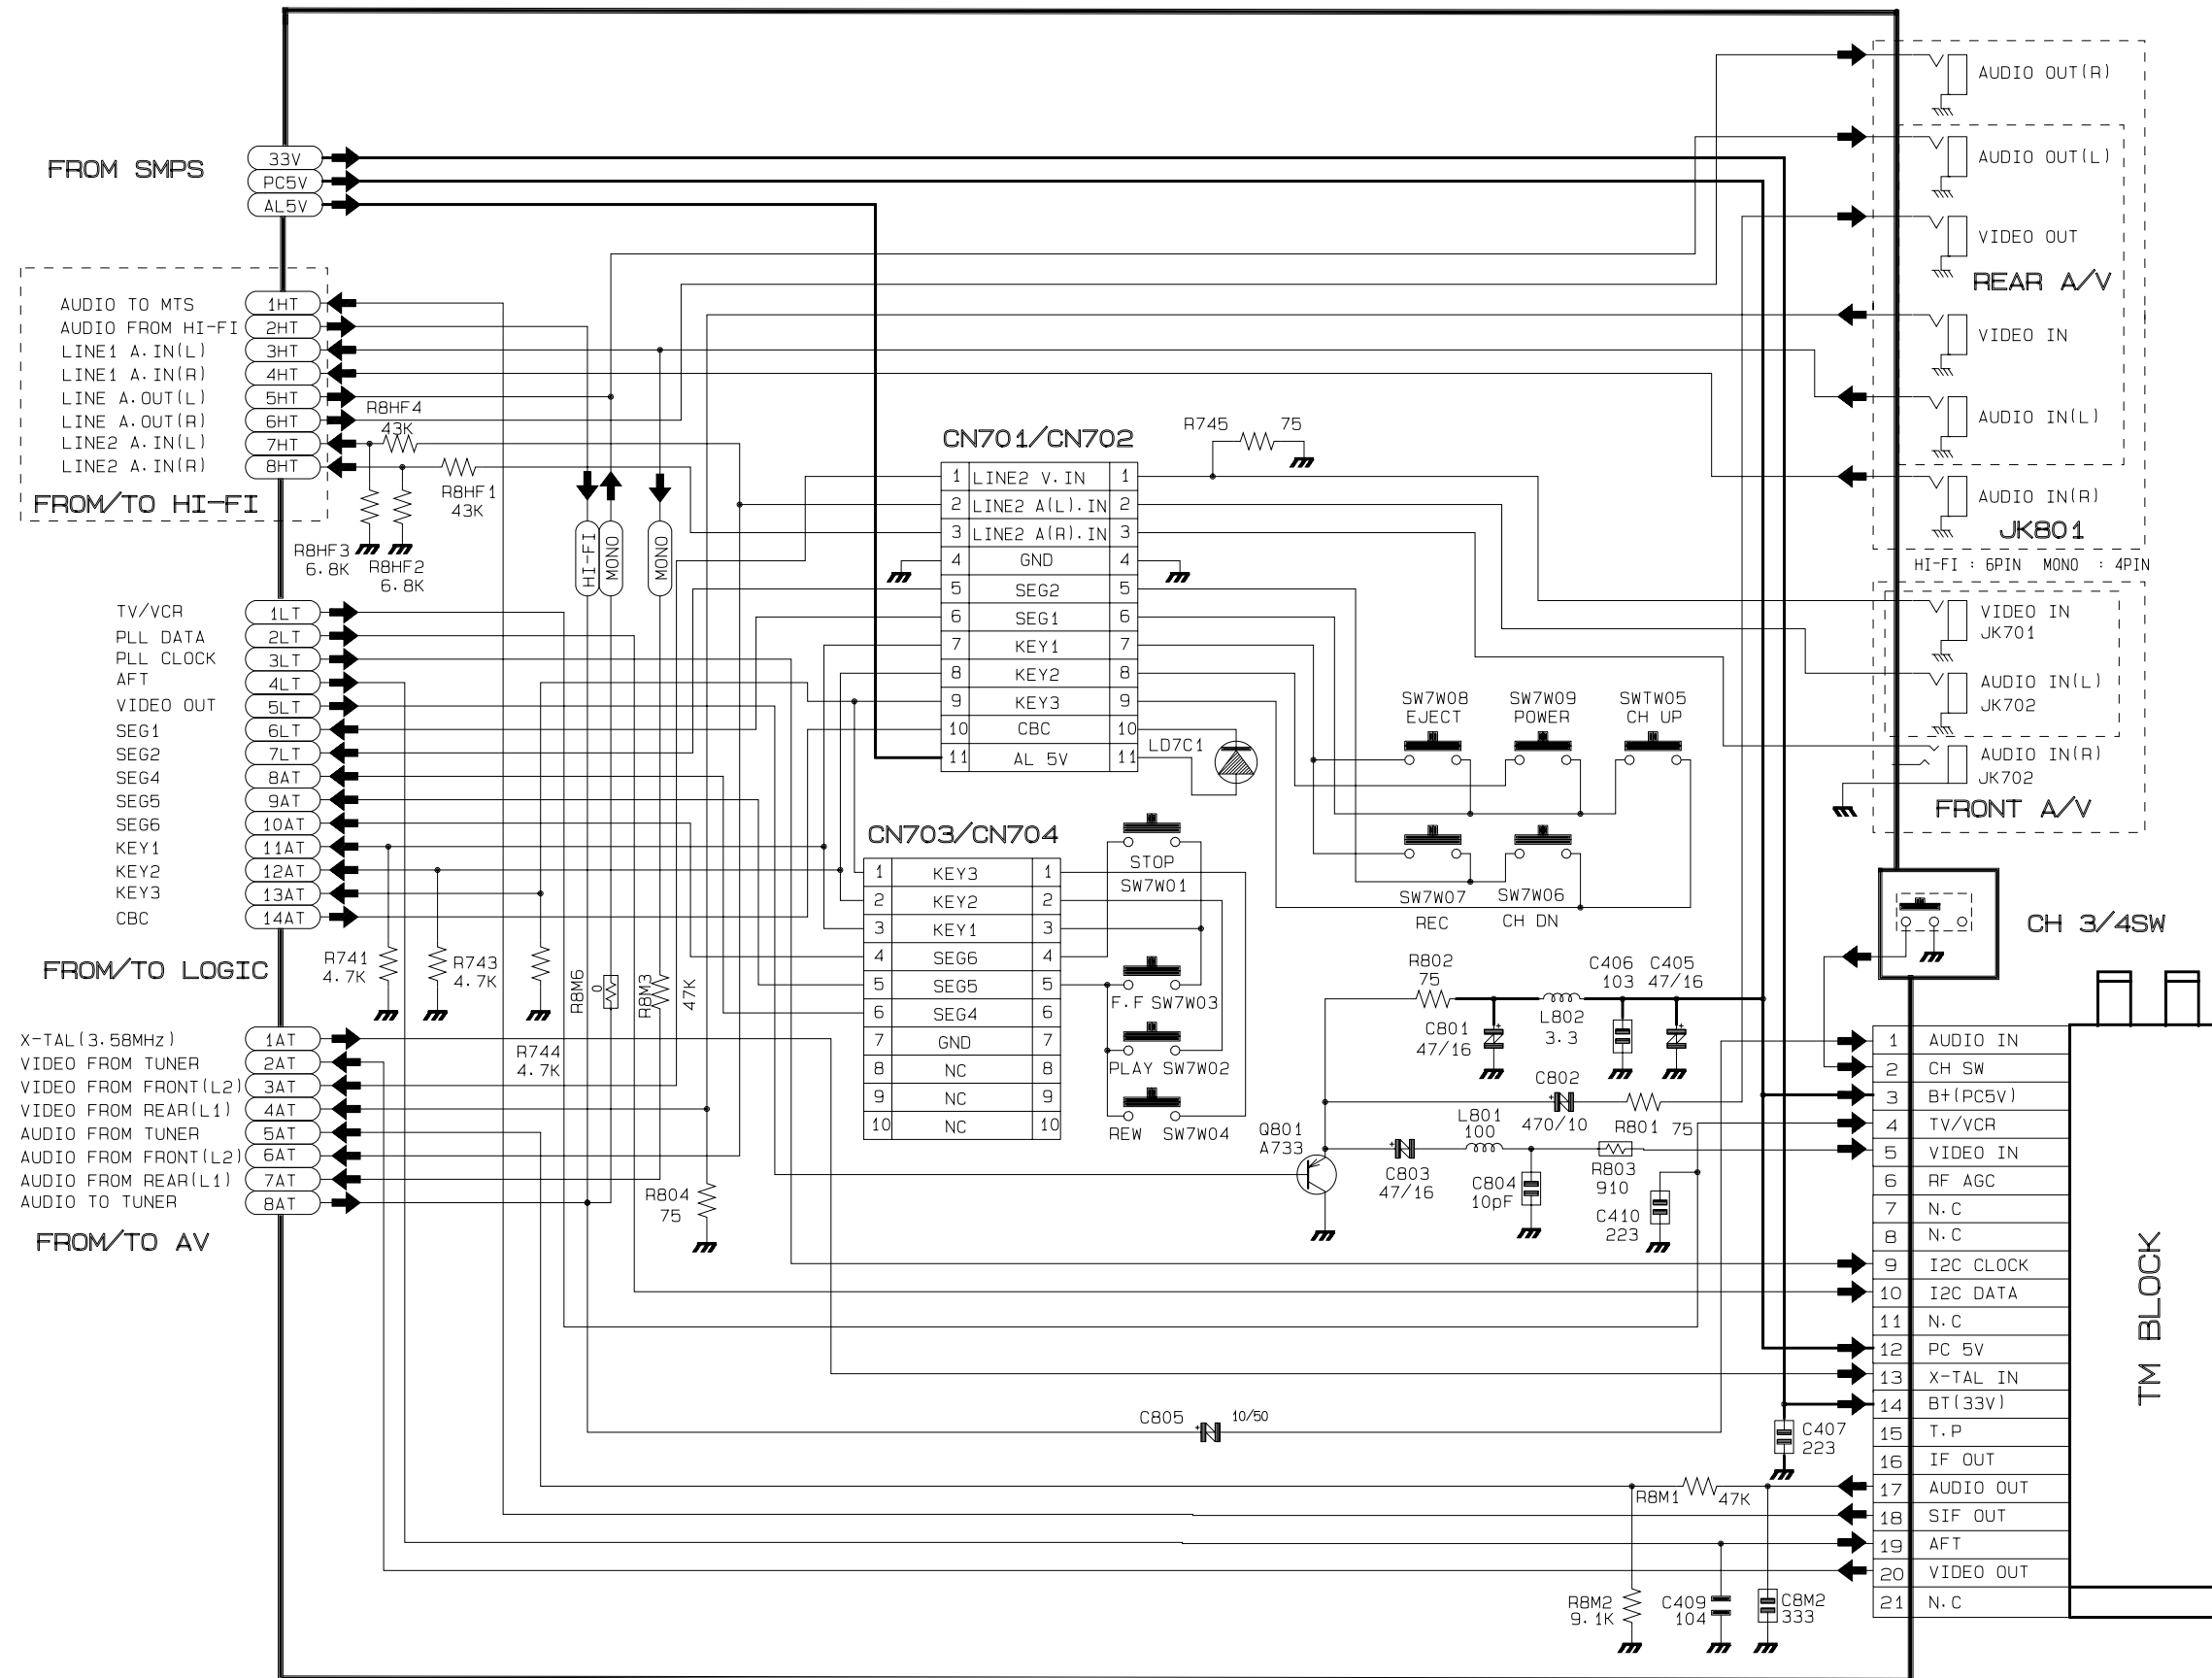 FROM SMPS
33V
PC5V
AL5V
AUDIO TO MTS 1HT
AUDIO FROM HI-FI 2HT
LINE1 A.IN(L) 3HT
LINE1 A.IN(R) 4HT
LINE A.OUT(L) 5HT
LINE A.OUT(R) 6HT
LINE2 A.IN(L) 7HT
LINE2 A.IN(R) 8HT
FROM/TO HI-FI
R8HF4
43K
R8HF1
43K
R8HF3
6.8K
R8HF2
6.8K
HI-FI
MONO
MONO
TV/VCR 1LT
PLL DATA 2LT
PLL CLOCK 3LT
AFT 4LT
VIDEO OUT 5LT
SEG1 6LT
SEG2 7LT
SEG4 8AT
SEG5 9AT
SEG6 10AT
KEY1 11AT
KEY2 12AT
KEY3 13AT
CBC 14AT
FROM/TO LOGIC
R741
4.7K
R743
4.7K
R744
4.7K
R8M6
0
R8M3
47K
X-TAL(3.58MHz) 1AT
VIDEO FROM TUNER 2AT
VIDEO FROM FRONT(L2) 3AT
VIDEO FROM REAR(L1) 4AT
AUDIO FROM TUNER 5AT
AUDIO FROM FRONT(L2) 6AT
AUDIO FROM REAR(L1) 7AT
AUDIO TO TUNER 8AT
FROM/TO AV
R804
75
CN701/CN702
1 LINE2 V.IN 1
2 LINE2 A(L).IN 2
3 LINE2 A(R).IN 3
4 GND 4
5 SEG2 5
6 SEG1 6
7 KEY1 7
8 KEY2 8
9 KEY3 9
10 CBC 10
11 AL 5V 11
R745 75
LD7C1
CN703/CN704
1 KEY3 1
2 KEY2 2
3 KEY1 3
4 SEG6 4
5 SEG5 5
6 SEG4 6
7 GND 7
8 NC 8
9 NC 9
10 NC 10
STOP
SW7W01
F.F SW7W03
PLAY SW7W02
REW SW7W04
SW7W08
EJECT
SW7W09
POWER
SWTW05
CH UP
SW7W07
REC
SW7W06
CH DN
R802
75
C801
47/16
L802
3.3
C406
103
C405
47/16
C802
470/10
R801 75
Q801
A733
C803
47/16
L801
100
C804
10pF
R803
910
C410
223
C805 10/50
C407
223
R8M1 47K
R8M2
9.1K
C409
104
C8M2
333
AUDIO OUT(R)
AUDIO OUT(L)
VIDEO OUT
REAR A/V
VIDEO IN
AUDIO IN(L)
AUDIO IN(R)
JK801
HI-FI : 6PIN MONO : 4PIN
VIDEO IN
JK701
AUDIO IN(L)
JK702
AUDIO IN(R)
JK702
FRONT A/V
CH 3/4SW
1 AUDIO IN
2 CH SW
3 B+(PC5V)
4 TV/VCR
5 VIDEO IN
6 RF AGC
7 N.C
8 N.C
9 I2C CLOCK
10 I2C DATA
11 N.C
12 PC 5V
13 X-TAL IN
14 BT(33V)
15 T.P
16 IF OUT
17 AUDIO OUT
18 SIF OUT
19 AFT
20 VIDEO OUT
21 N.C
TM BLOCK